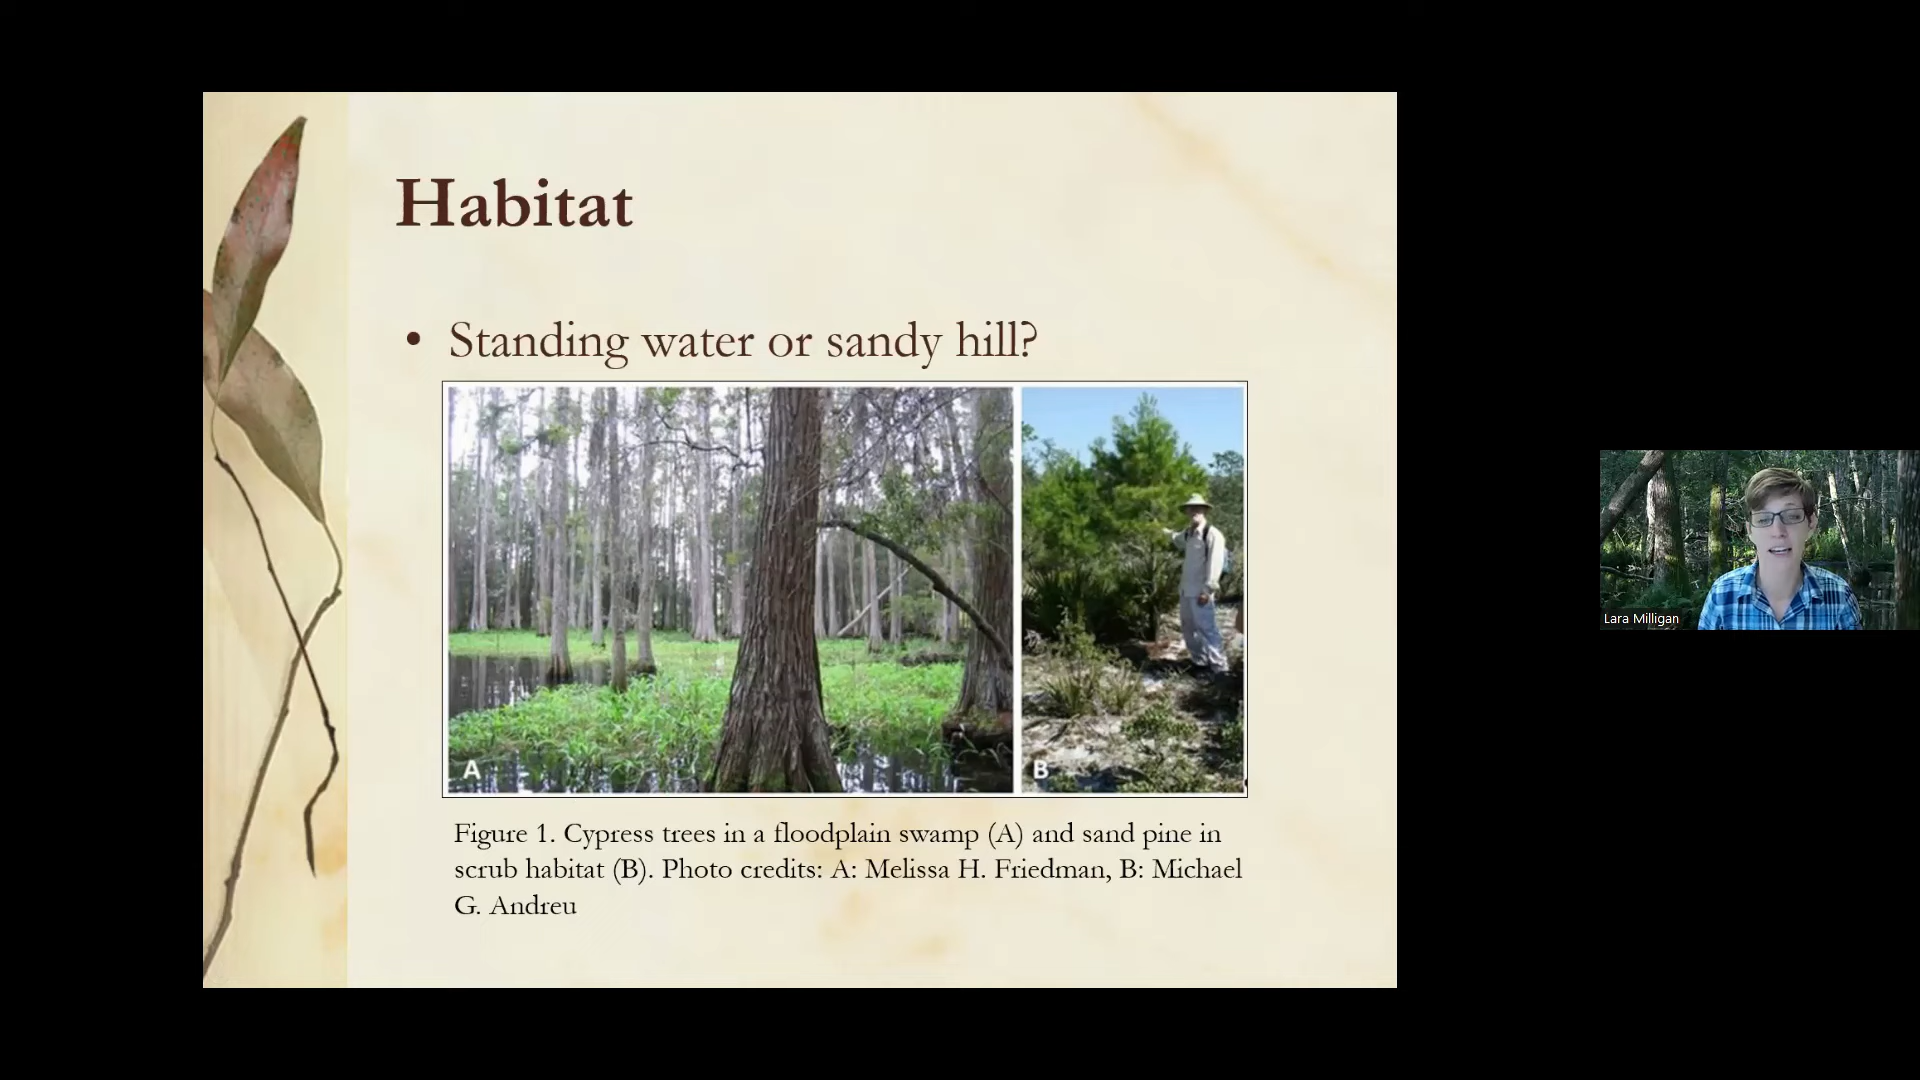 Habitat
• Standing water or sandy hill?
A
B
Figure 1. Cypress trees in a floodplain swamp (A) and sand pine in
scrub habitat (B). Photo credits: A: Melissa H. Friedman, B: Michael
G. Andreu
Lara Milligan